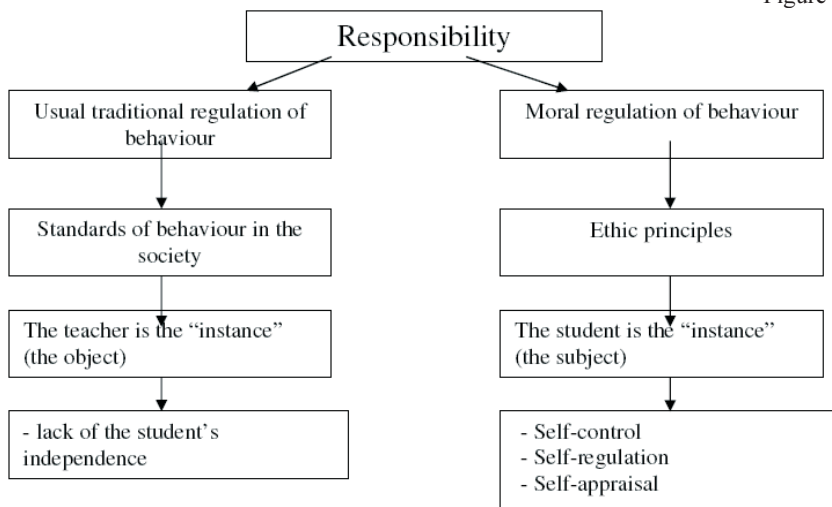 Figure
Responsibility
Usual traditional regulation of
behaviour
Moral regulation of behaviour
Standards of behaviour in the
society
Ethic principles
The teacher is the “instance”
(the object)
The student is the “instance”
(the subject)
- lack of the student’s
independence
- Self-control
- Self-regulation
- Self-appraisal